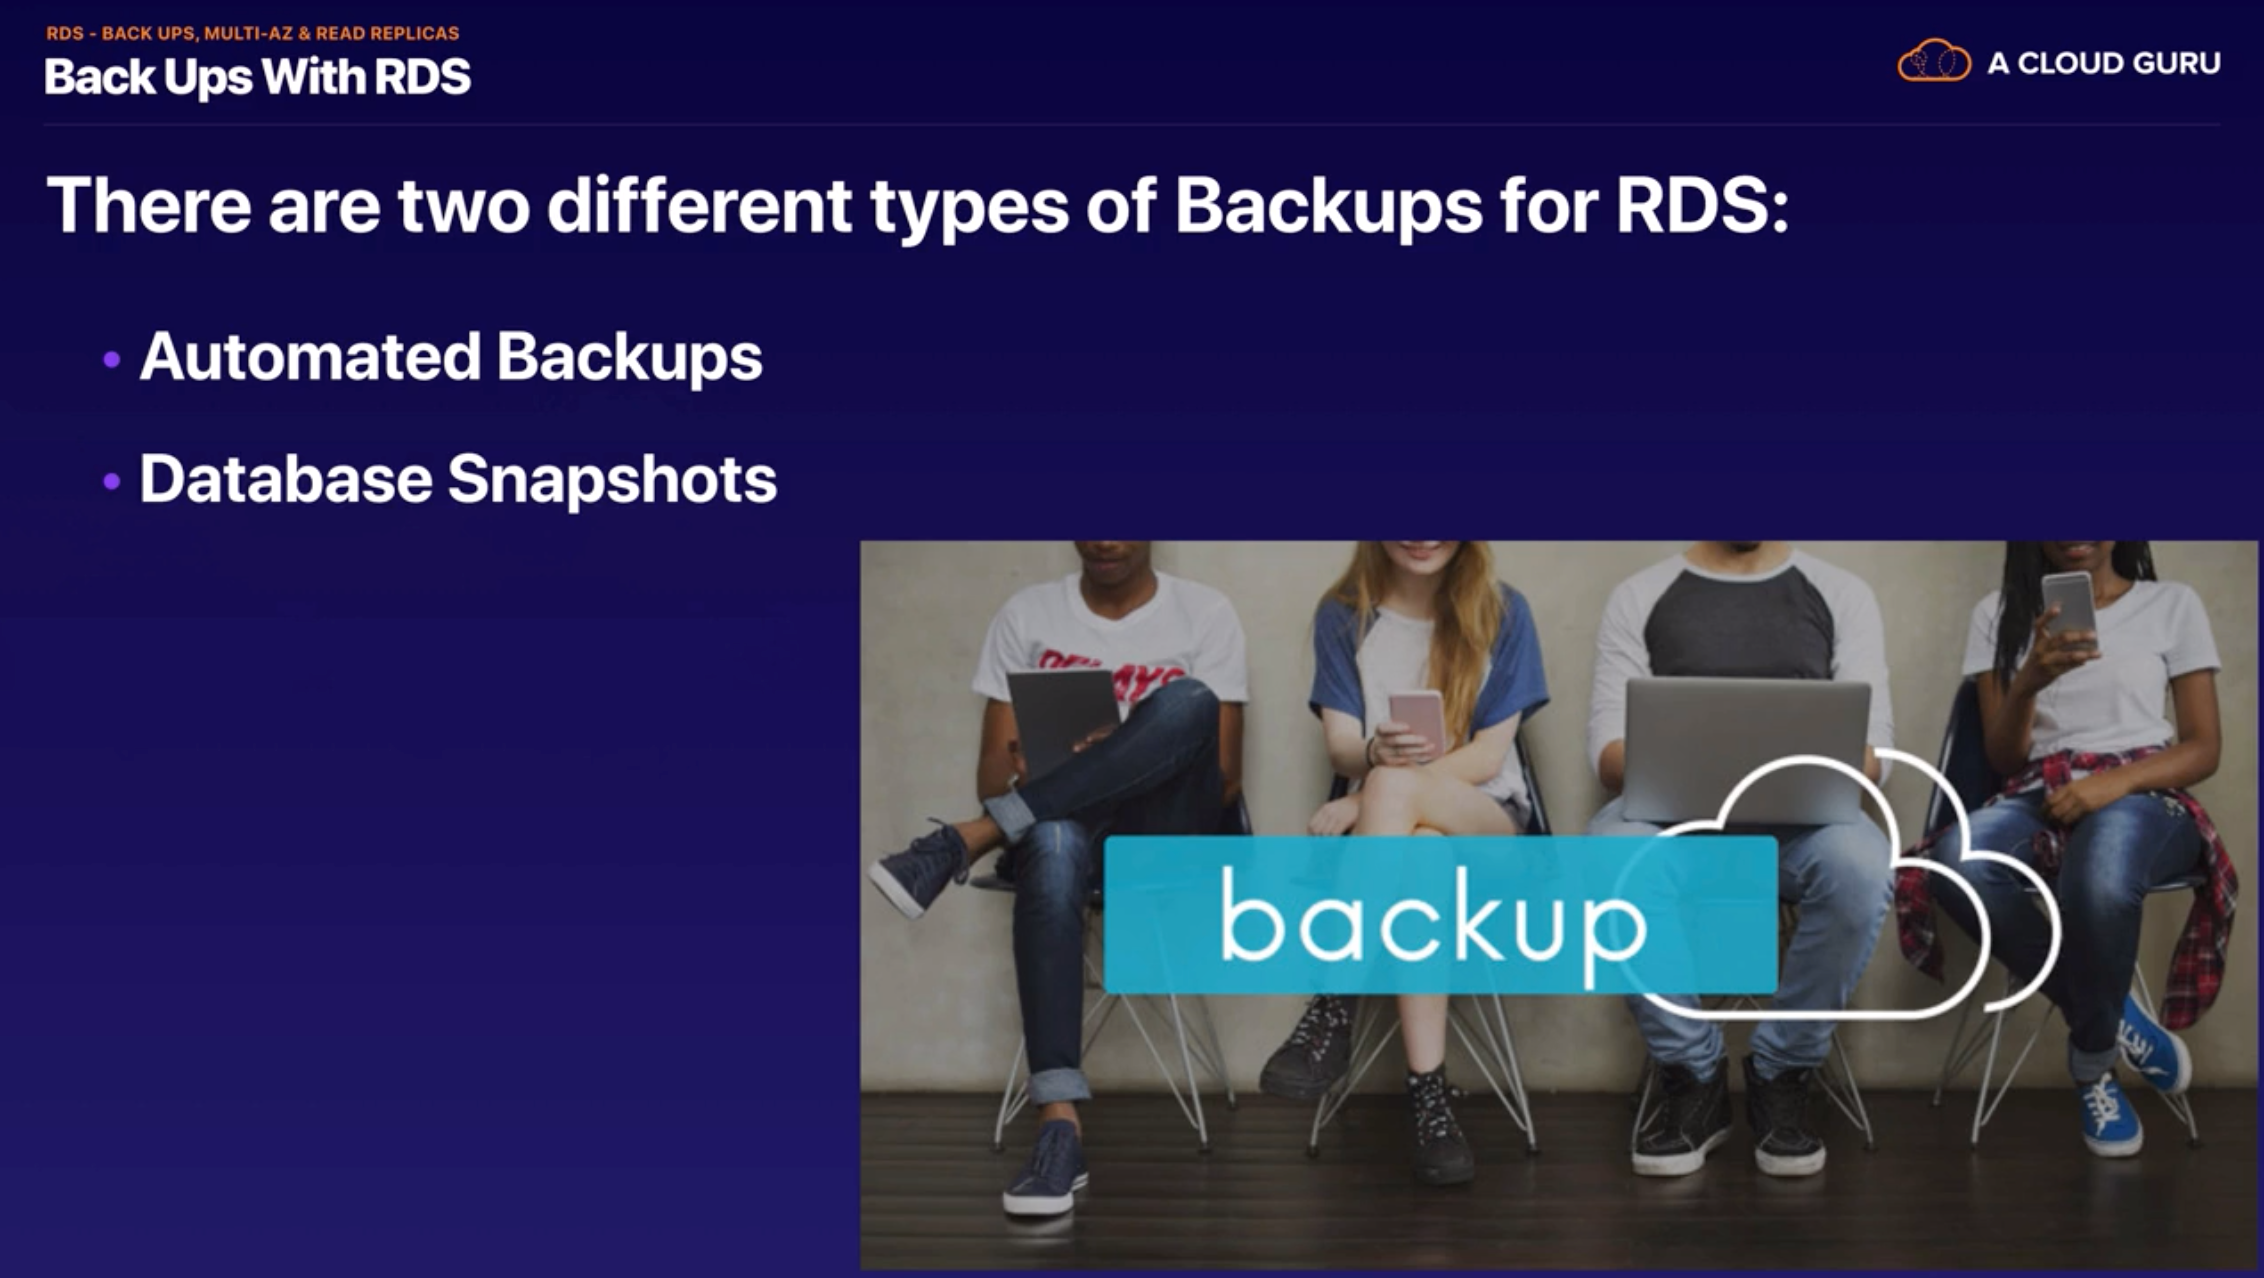 RDS - BACK UPS, MULTI-AZ & READ REPLICAS
Back Ups With RDS
A CLOUD GURU
There are two different types of Backups for RDS:
• Automated Backups
• Database Snapshots
backup